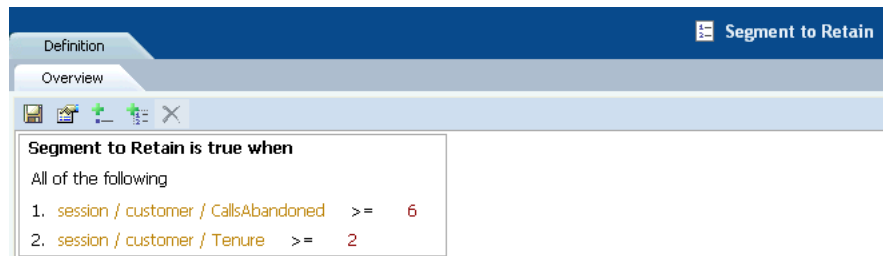 Segment to Retain
Definition
Overview
Segment to Retain is true when
All of the following
1. session / customer / CallsAbandoned >= 6
2. session / customer / Tenure >= 2